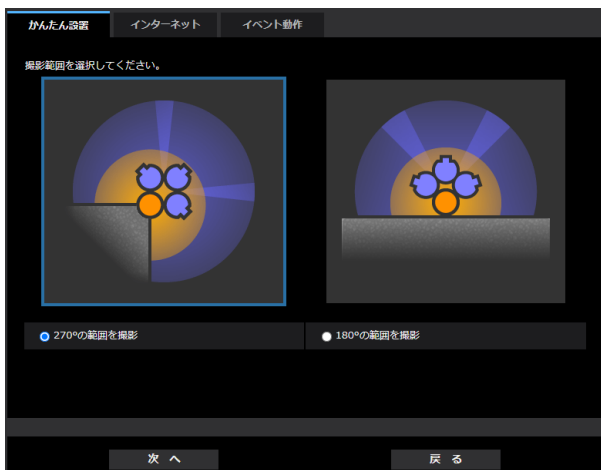 かんたん設置 インターネット イベント動作
撮影範囲を選択してください。
270°の範囲を撮影 180°の範囲を撮影
次 へ 戻 る